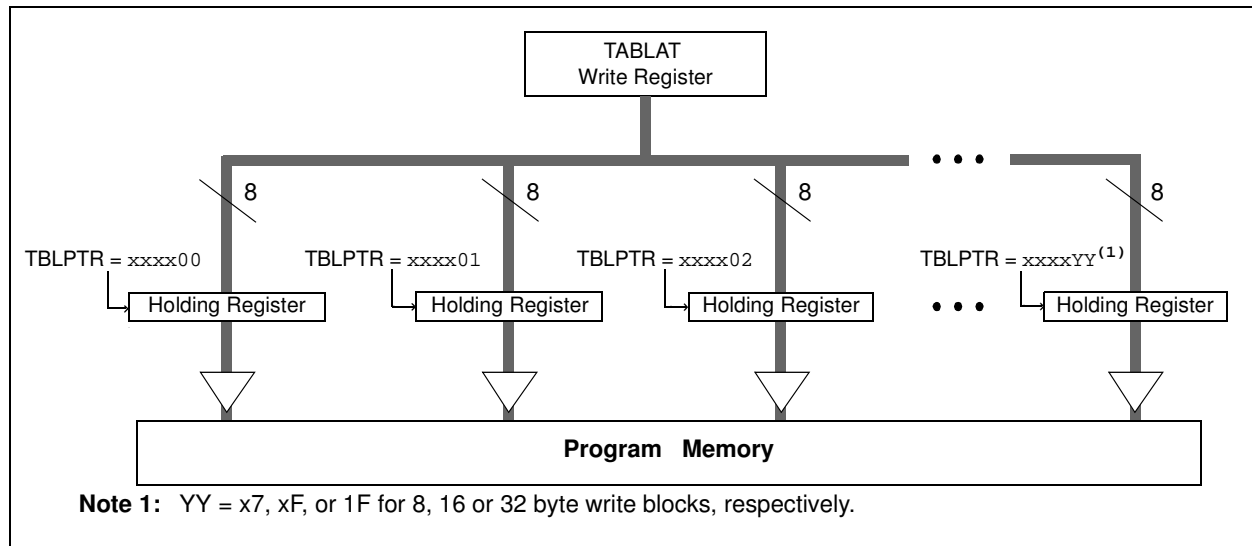 TABLAT
Write Register
8 8 8 8
TBLPTR = xxxx00 TBLPTR = xxxx01 TBLPTR = xxxx02 TBLPTR = xxxxYY(1)
Holding Register Holding Register Holding Register Holding Register
Program Memory
Note 1: YY = x7, xF, or 1F for 8, 16 or 32 byte write blocks, respectively.